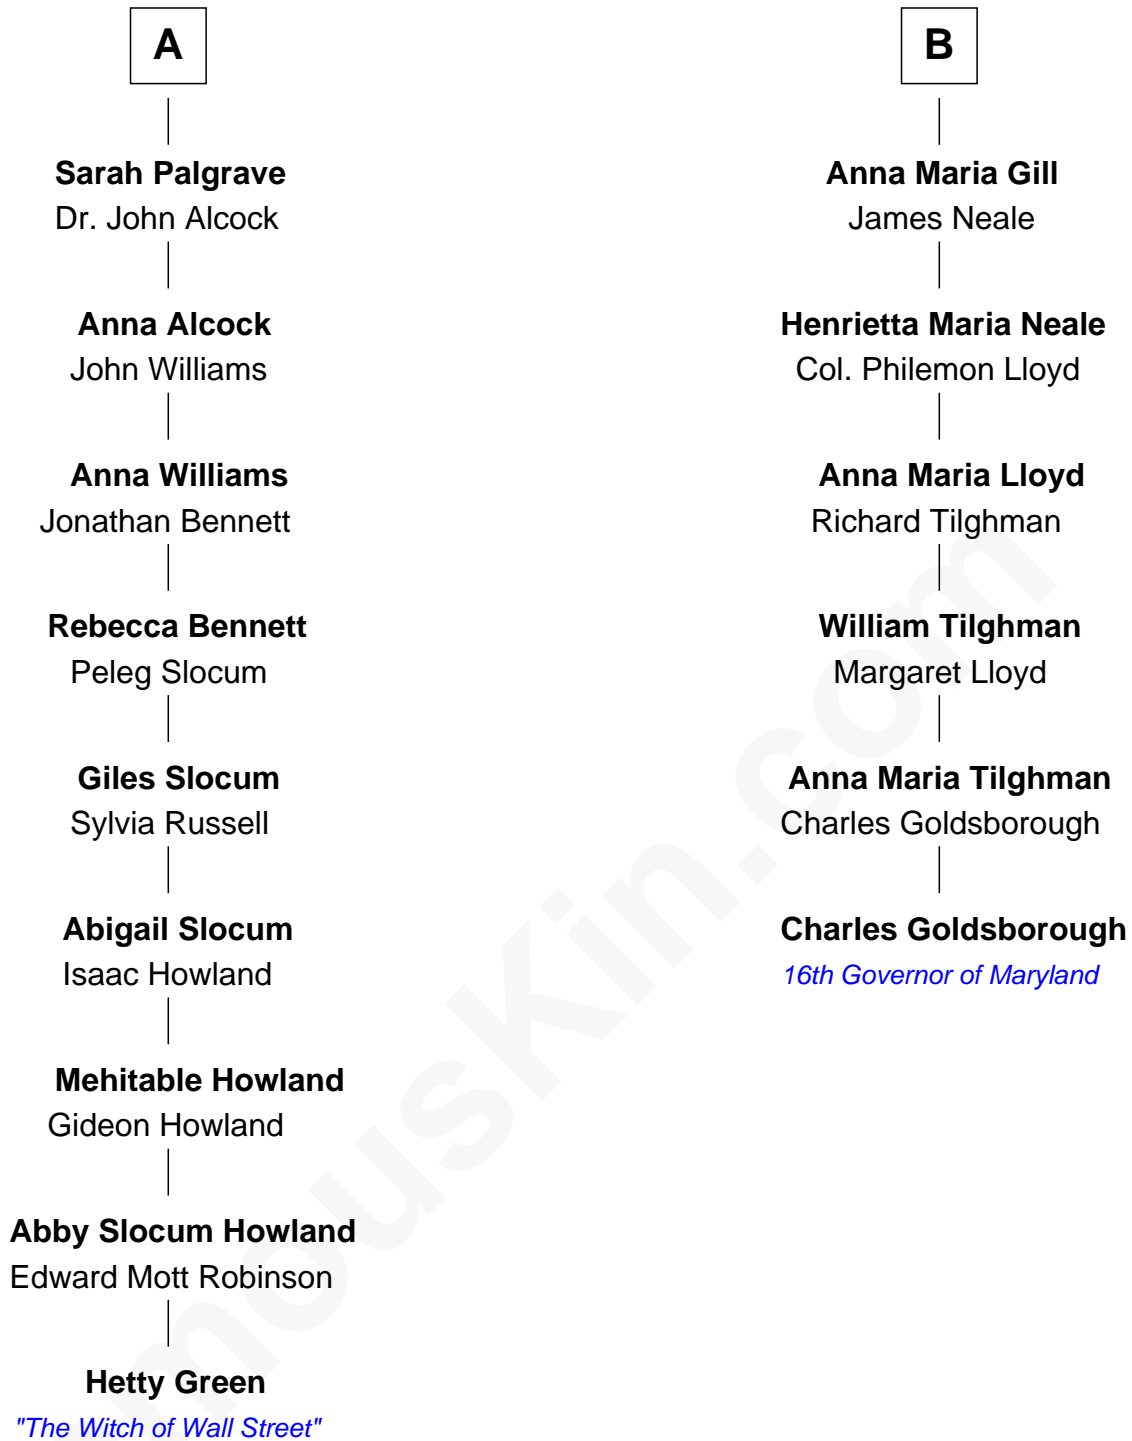 A
Sarah Palgrave
Dr. John Alcock
Anna Alcock
John Williams
Anna Williams
Jonathan Bennett
Rebecca Bennett
Peleg Slocum
Giles Slocum
Sylvia Russell
Abigail Slocum
Isaac Howland
Mehitable Howland
Gideon Howland
Abby Slocum Howland
Edward Mott Robinson
Hetty Green
"The Witch of Wall Street"
B
Anna Maria Gill
James Neale
Henrietta Maria Neale
Col. Philemon Lloyd
Anna Maria Lloyd
Richard Tilghman
William Tilghman
Margaret Lloyd
Anna Maria Tilghman
Charles Goldsborough
Charles Goldsborough
16th Governor of Maryland
mousKin.com